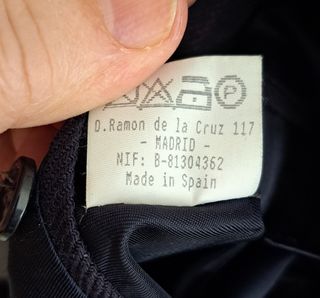 P
D.Ramon de la Cruz 117
- MADRID -
NIF: B-81304362
Made in Spain